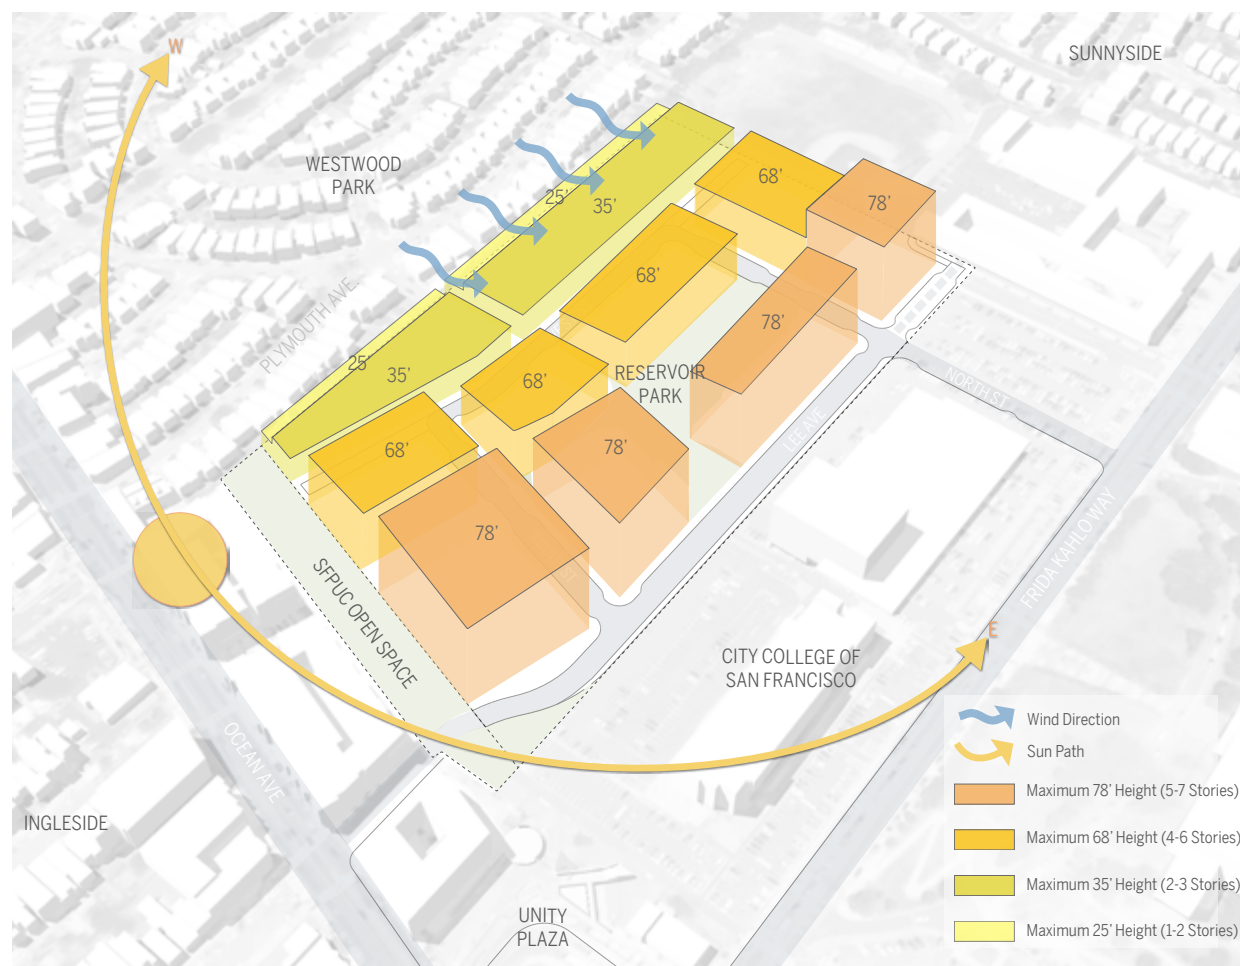 W
SUNNYSIDE
WESTWOOD
PARK
68'
78'
25'
35'
68'
PLYMOUTH AVE.
78'
25'
35'
68'
RESERVOIR
PARK
NORTH ST
LEE AVE
68'
78'
78'
SFPUC OPEN SPACE
FRIDA KAHLO WAY
E
CITY COLLEGE OF
SAN FRANCISCO
OCEAN AVE
INGLESIDE
UNITY
PLAZA
Wind Direction
Sun Path
Maximum 78' Height (5-7 Stories)
Maximum 68' Height (4-6 Stories)
Maximum 35' Height (2-3 Stories)
Maximum 25' Height (1-2 Stories)